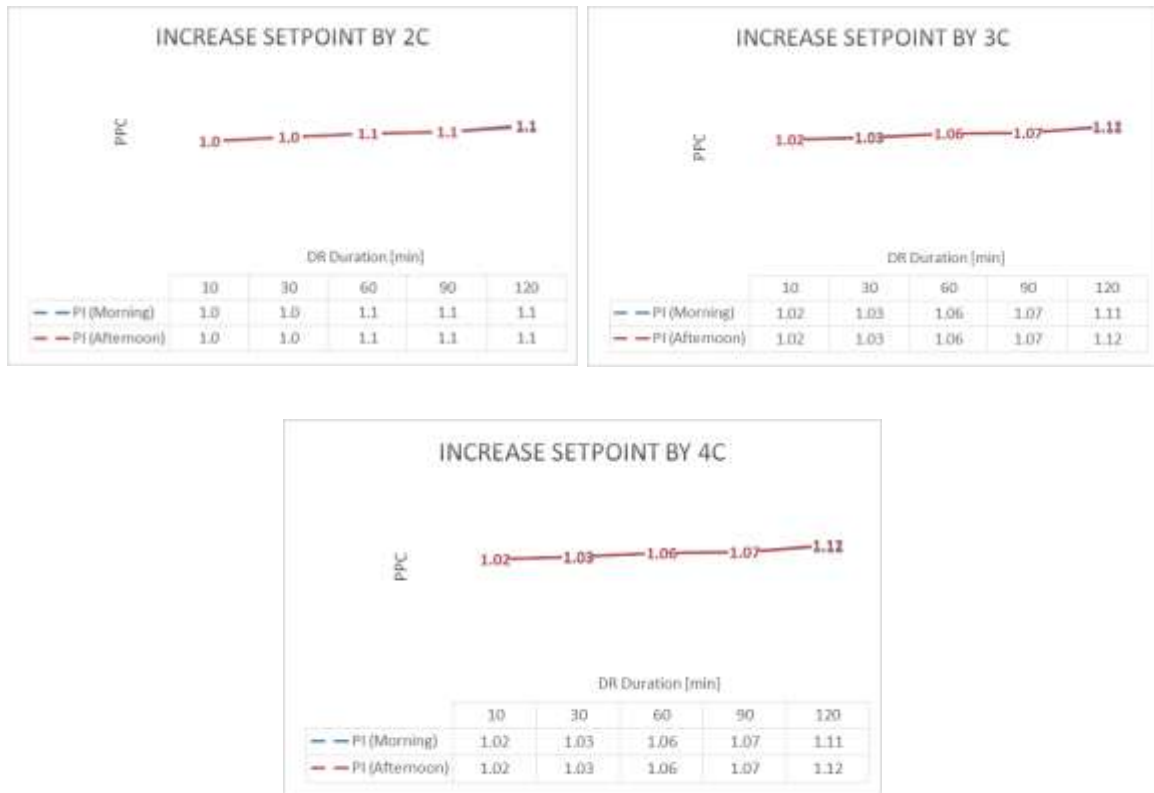 INCREASE SETPOINT BY 2C
PPC
1.0 1.0 1.1 1.1 1.1
DR Duration [min]
10 30 60 90 120
PI (Morning) 1.0 1.0 1.1 1.1 1.1
PI (Afternoon) 1.0 1.0 1.1 1.1 1.1
INCREASE SETPOINT BY 3C
PPC
1.02 1.03 1.06 1.07 1.12
DR Duration [min]
10 30 60 90 120
PI (Morning) 1.02 1.03 1.06 1.07 1.11
PI (Afternoon) 1.02 1.03 1.06 1.07 1.12
INCREASE SETPOINT BY 4C
PPC
1.02 1.03 1.06 1.07 1.12
DR Duration [min]
10 30 60 90 120
PI (Morning) 1.02 1.03 1.06 1.07 1.11
PI (Afternoon) 1.02 1.03 1.06 1.07 1.12